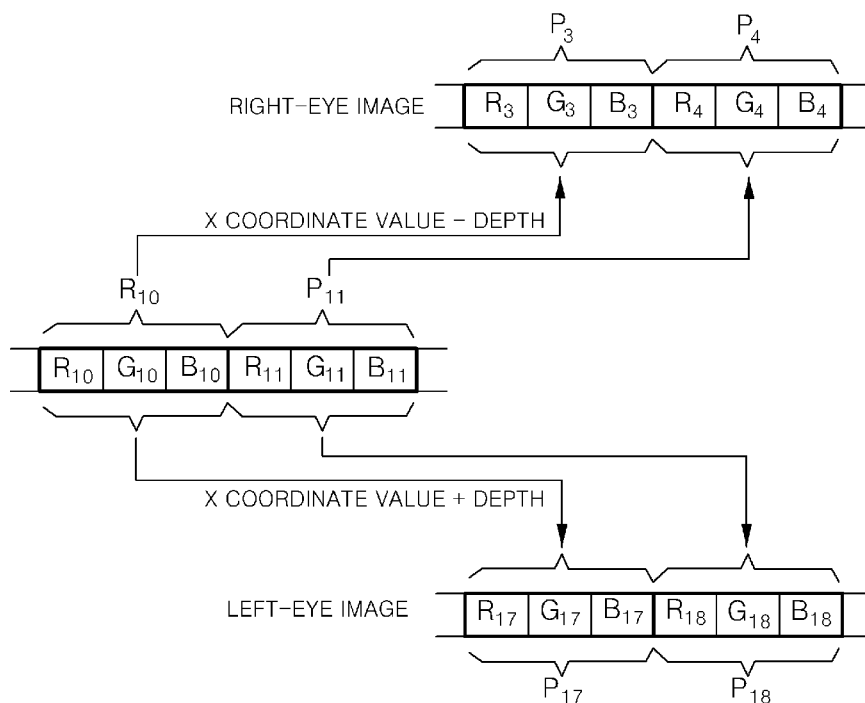 P3 P4
RIGHT-EYE IMAGE R3 G3 B3 R4 G4 B4
X COORDINATE VALUE - DEPTH
R10 P11
R10 G10 B10 R11 G11 B11
X COORDINATE VALUE + DEPTH
LEFT-EYE IMAGE R17 G17 B17 R18 G18 B18
P17 P18